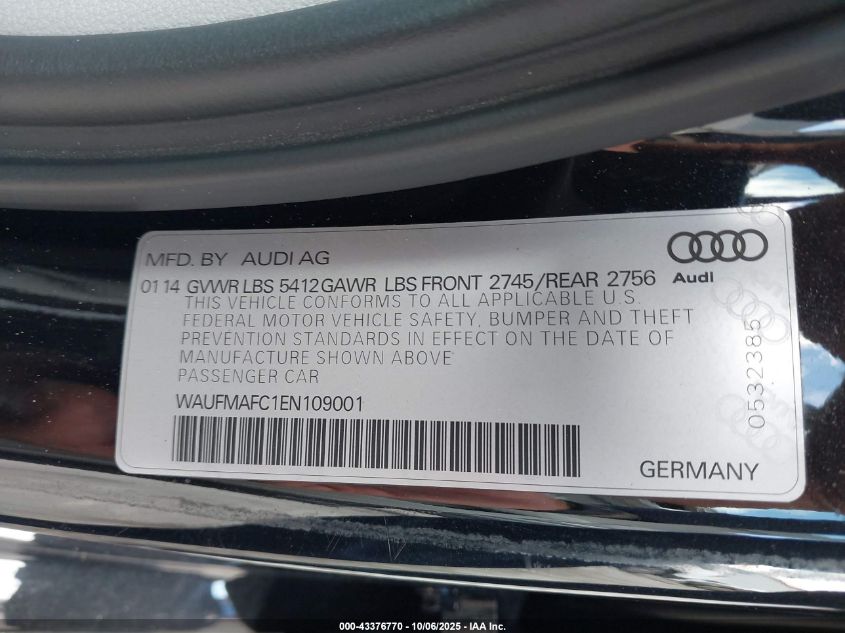 MFD. BY AUDI AG
01 14 GVWR LBS 5412 GAWR LBS FRONT 2745/REAR 2756
Audi
THIS VEHICLE CONFORMS TO ALL APPLICABLE U.S.
FEDERAL MOTOR VEHICLE SAFETY, BUMPER AND THEFT
PREVENTION STANDARDS IN EFFECT ON THE DATE OF
MANUFACTURE SHOWN ABOVE
PASSENGER CAR
WAUFMAFC1EN109001
0532385
GERMANY
000-43376770 - 10/06/2025 - IAA Inc.